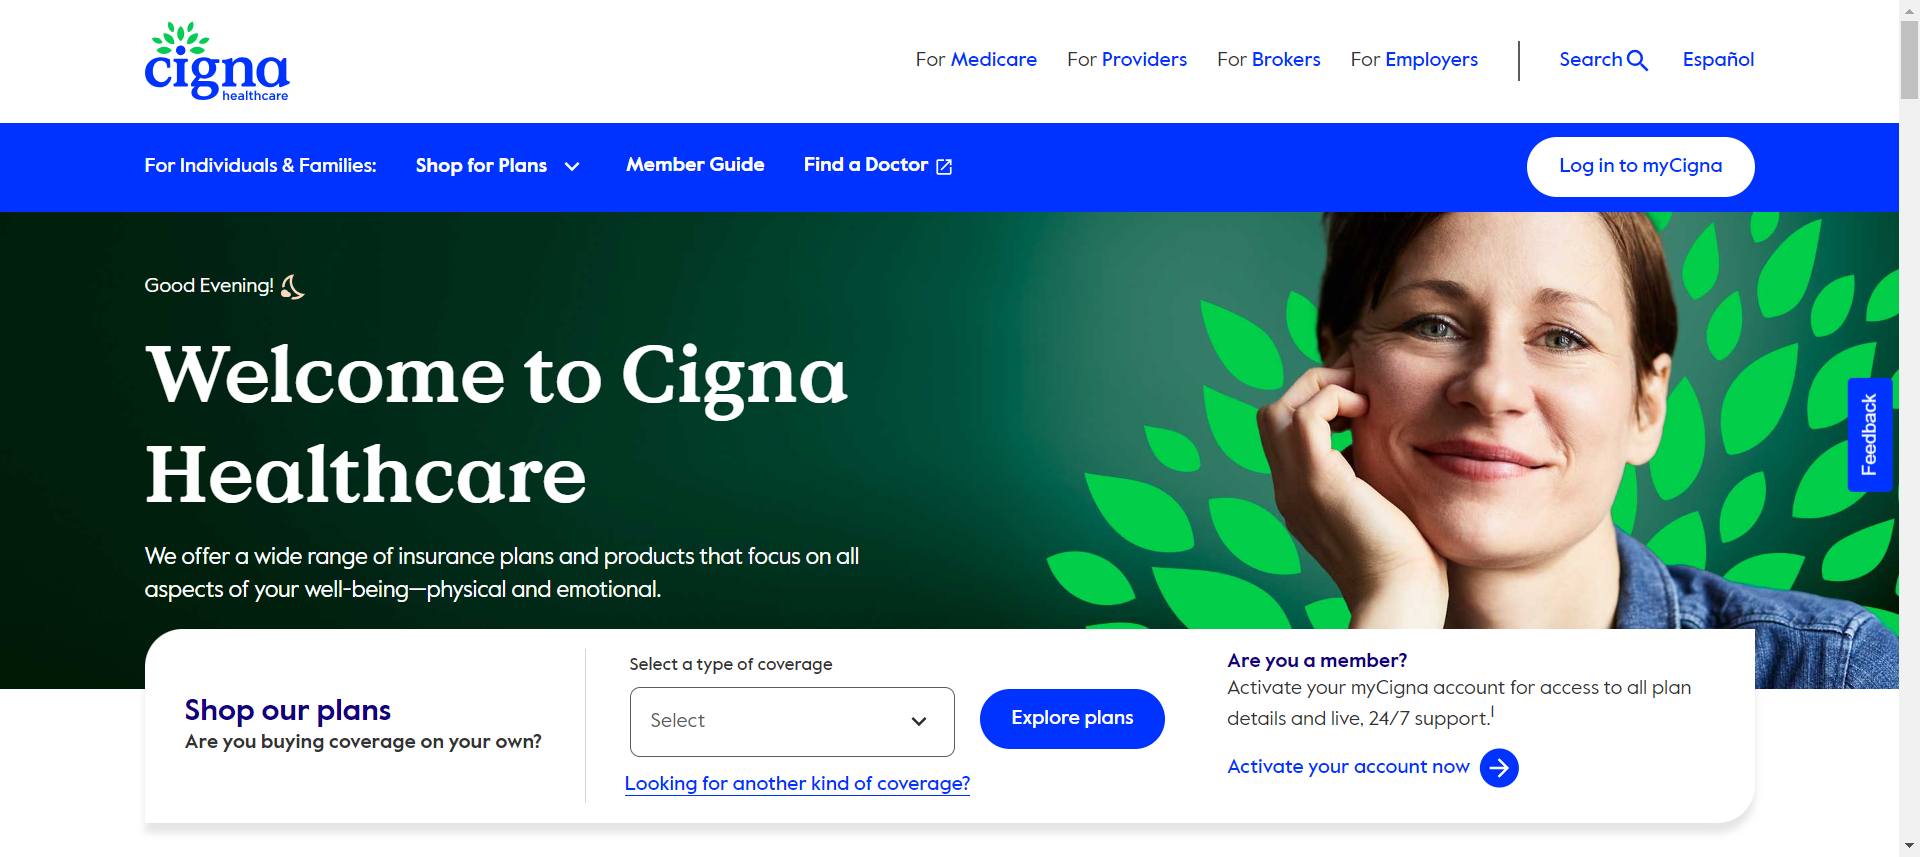 cigna
healthcare
For Medicare
For Providers
For Brokers
For Employers
Search
Español
For Individuals & Families:
Shop for Plans
Member Guide
Find a Doctor
Log in to myCigna
Good Evening!
Welcome to Cigna
Healthcare
We offer a wide range of insurance plans and products that focus on all
aspects of your well-being—physical and emotional.
Feedback
Shop our plans
Are you buying coverage on your own?
Select a type of coverage
Select
Explore plans
Looking for another kind of coverage?
Are you a member?
Activate your myCigna account for access to all plan
details and live, 24/7 support.¹
Activate your account now